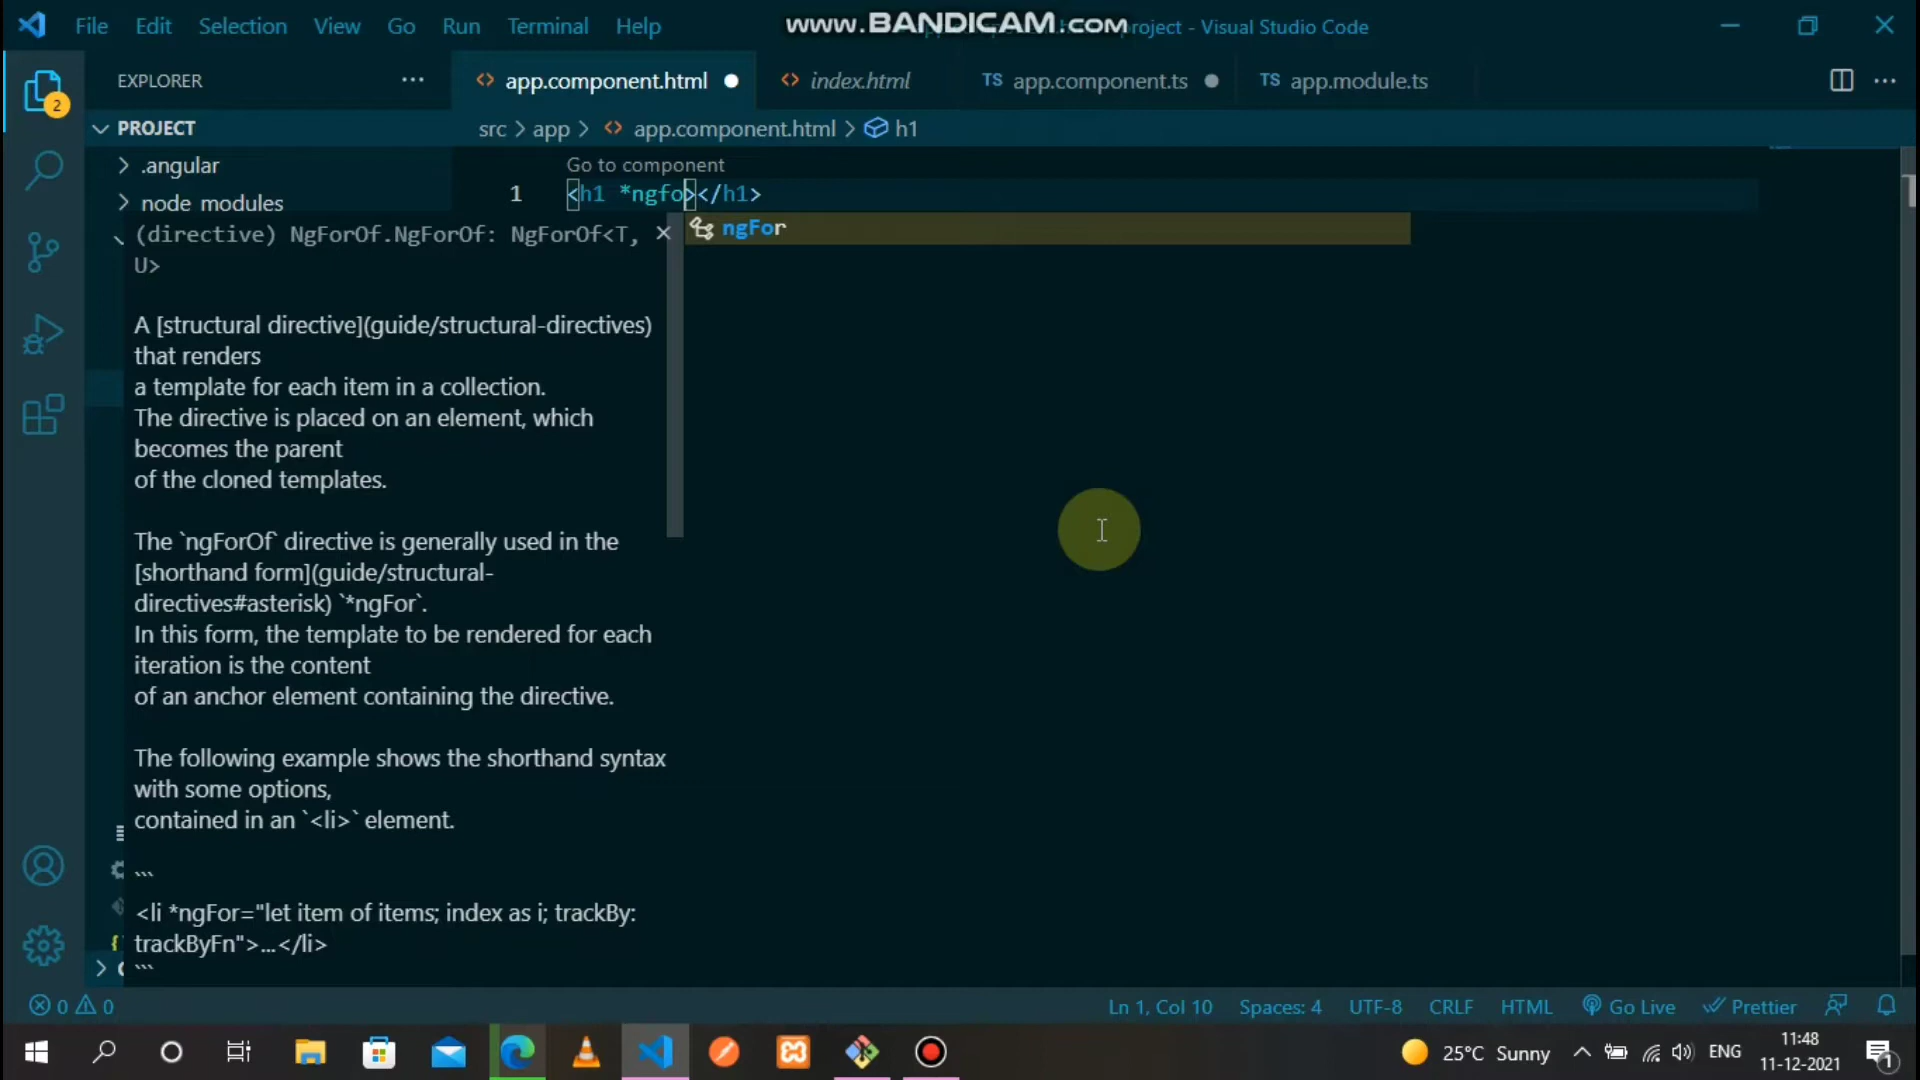 File Edit Selection View Go Run Terminal Help
www.BANDICAM.com
project - Visual Studio Code
EXPLORER
app.component.html
index.html
TS app.component.ts
TS app.module.ts
2
PROJECT
src > app > app.component.html > h1
.angular
Go to component
1 <h1 *ngfo></h1>
node_modules
ngFor
(directive) NgForOf.NgForOf: NgForOf<T,
U>
A [structural directive](guide/structural-directives)
that renders
a template for each item in a collection.
The directive is placed on an element, which
becomes the parent
of the cloned templates.
The `ngForOf` directive is generally used in the
[shorthand form](guide/structural-
directives#asterisk) `*ngFor`.
In this form, the template to be rendered for each
iteration is the content
of an anchor element containing the directive.
The following example shows the shorthand syntax
with some options,
contained in an `<li>` element.
```
<li *ngFor="let item of items; index as i; trackBy:
trackByFn">...</li>
```
0 0
Ln 1, Col 10 Spaces: 4 UTF-8 CRLF HTML Go Live Prettier
25°C Sunny
ENG
11:48
11-12-2021
1